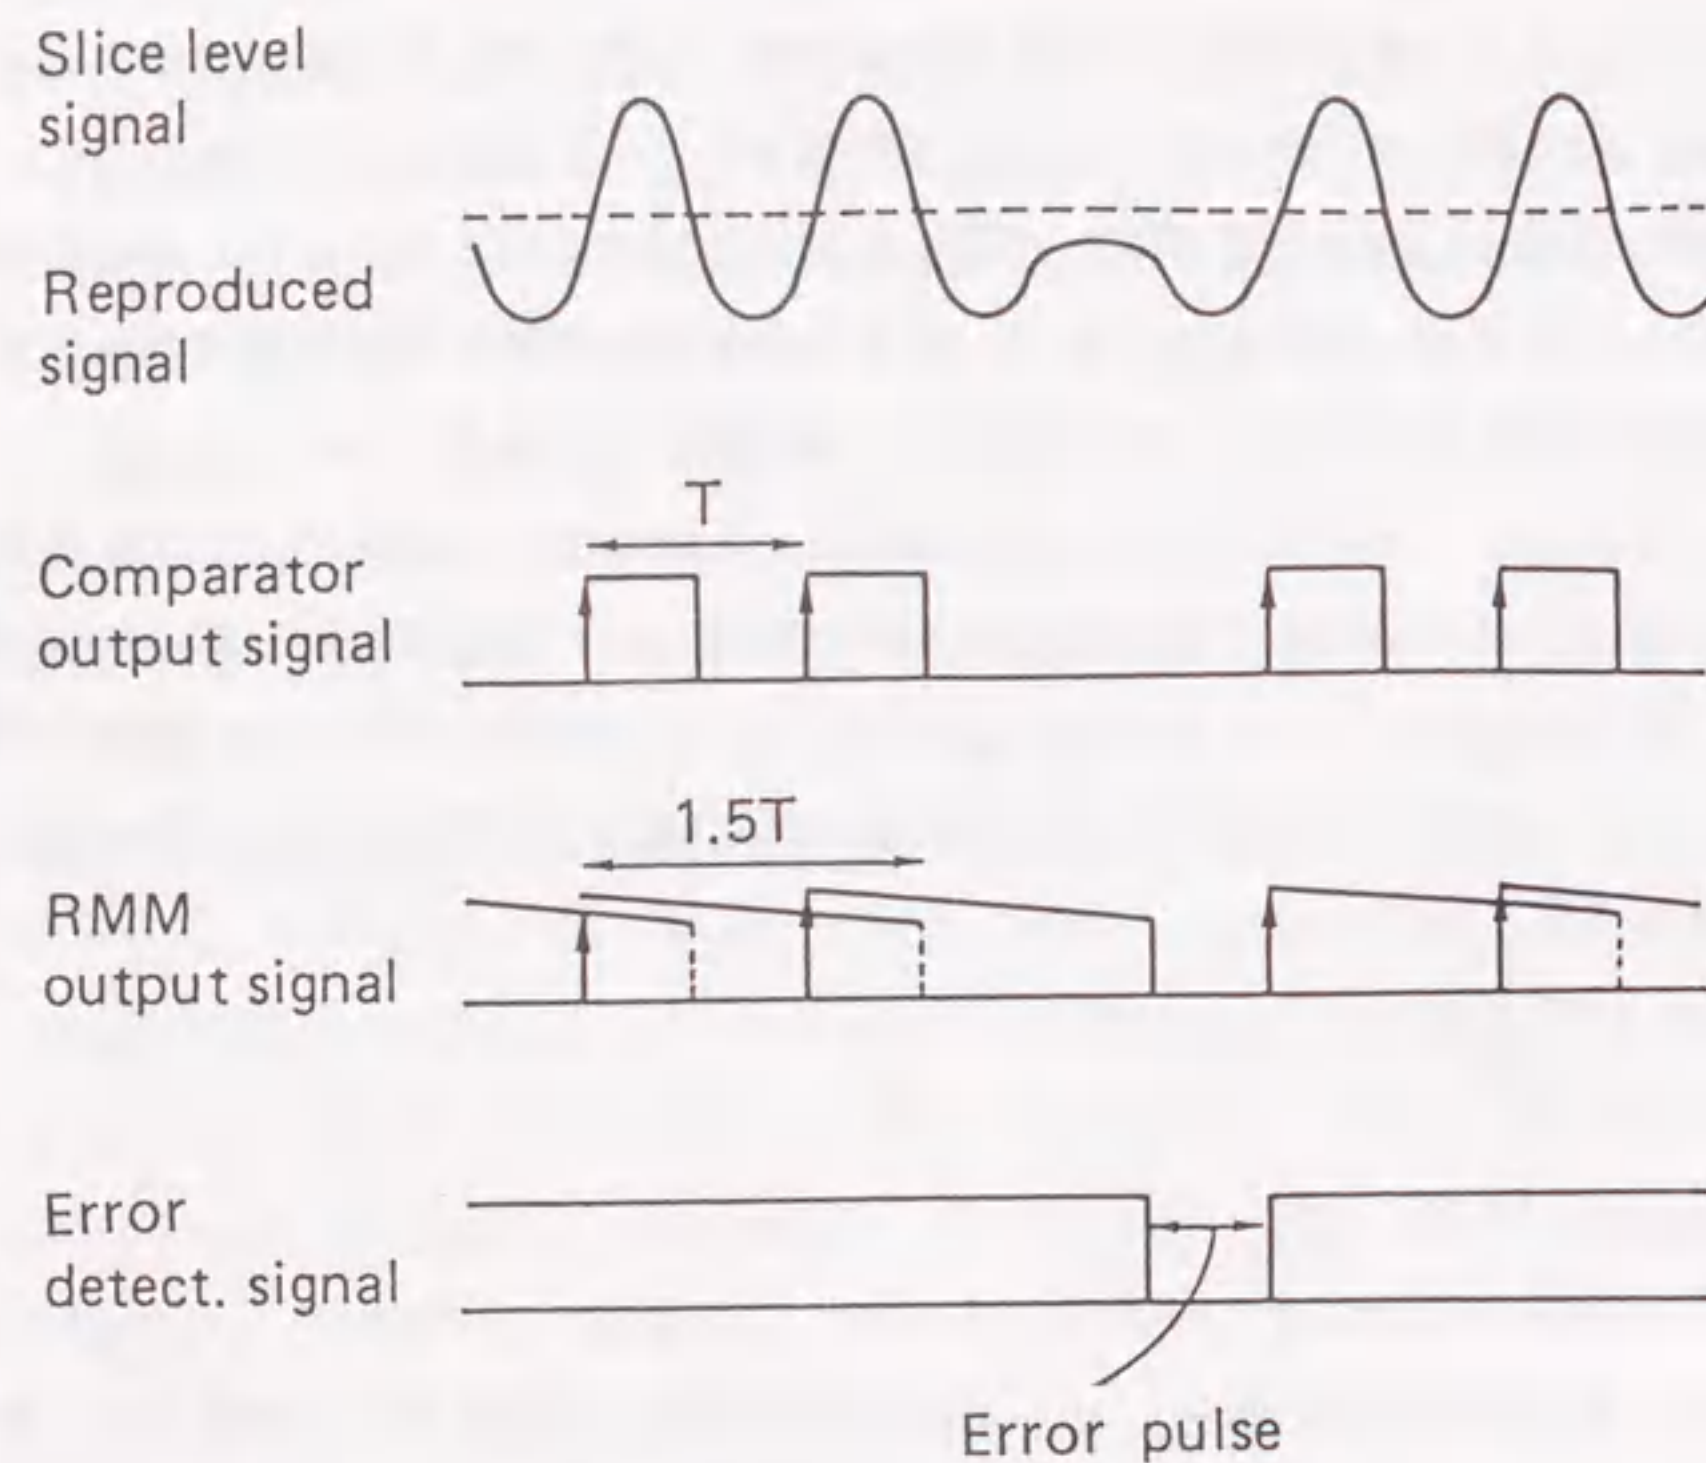 Slice level
signal
Reproduced
signal
T
Comparator
output signal
1.5T
RMM
output signal
Error
detect. signal
Error pulse